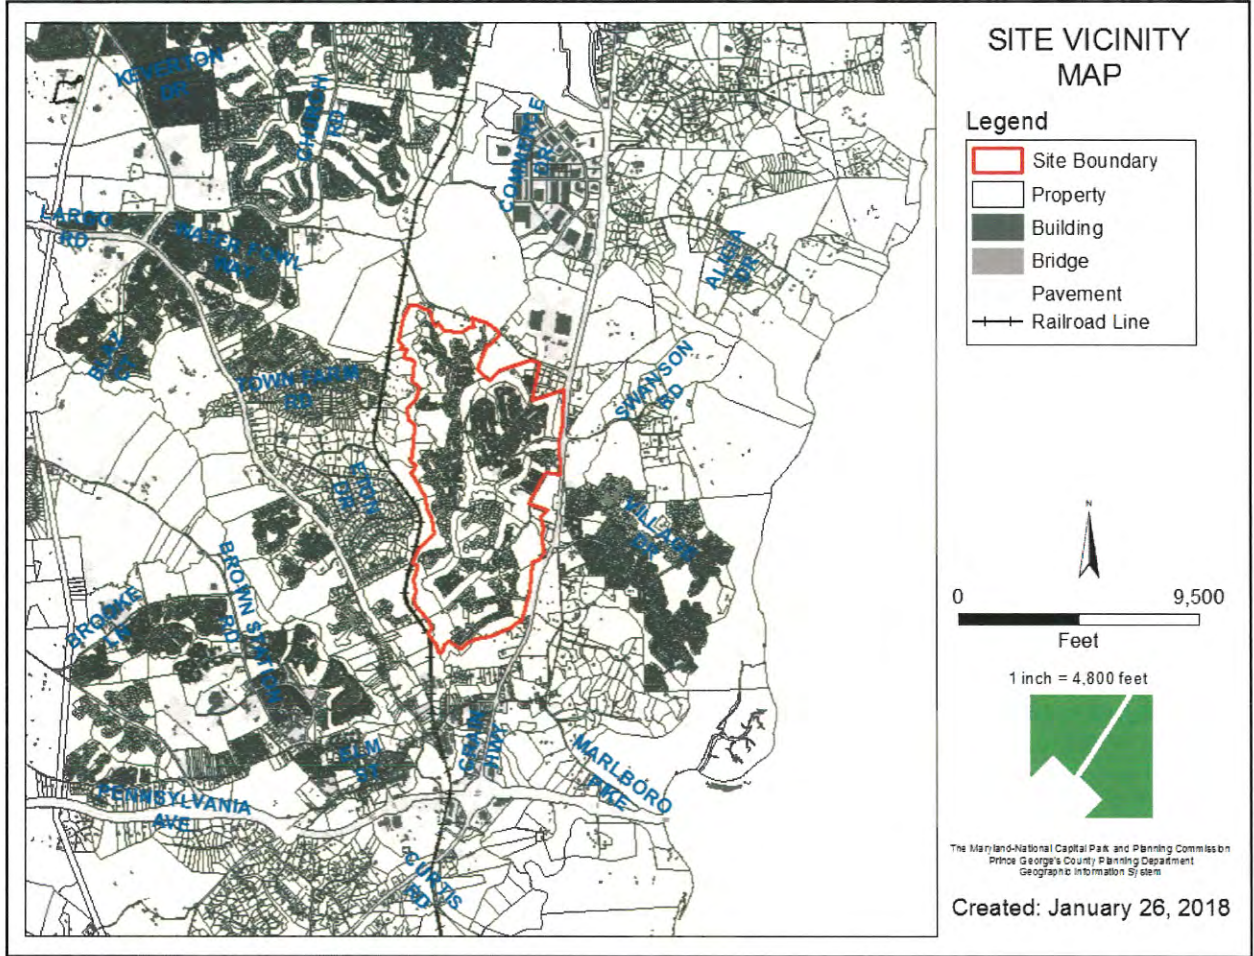 SITE VICINITY
MAP
Legend
Site Boundary
Property
Building
Bridge
Pavement
Railroad Line
N
0 9,500
Feet
1 inch = 4,800 feet
The Maryland-National Capital Park and Planning Commission
Prince George's County Planning Department
Geographic Information System
Created: January 26, 2018
KEVERTON
DR
CHURCH
RD
COMMERCE
DR
LARGO
RD
WATER FOWL
WAY
ALICIA
DR
TOWN FARM
RD
SWANSON
RD
DR
VILLAGE
DR
BROWN STATION
RD
BROOKE
LN
ELM
ST
CRAIN
HWY
MARLBORO
PIKE
PENNSYLVANIA
AVE
CURTIS
RD